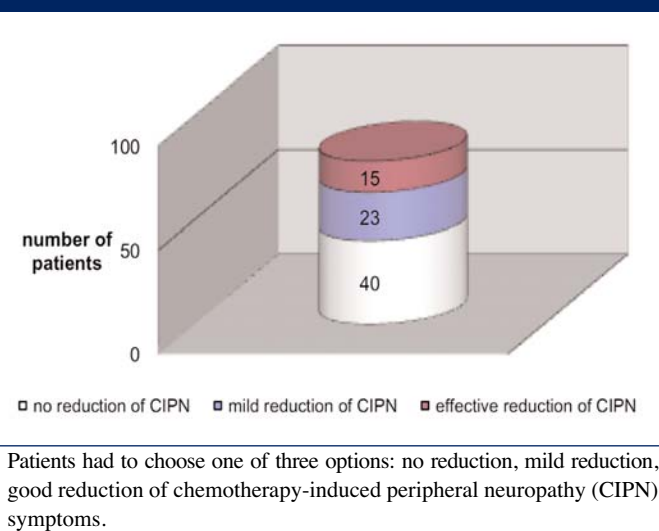 100
15
23
number of
patients
50
40
0
no reduction of CIPN mild reduction of CIPN effective reduction of CIPN
Patients had to choose one of three options: no reduction, mild reduction,
good reduction of chemotherapy-induced peripheral neuropathy (CIPN)
symptoms.